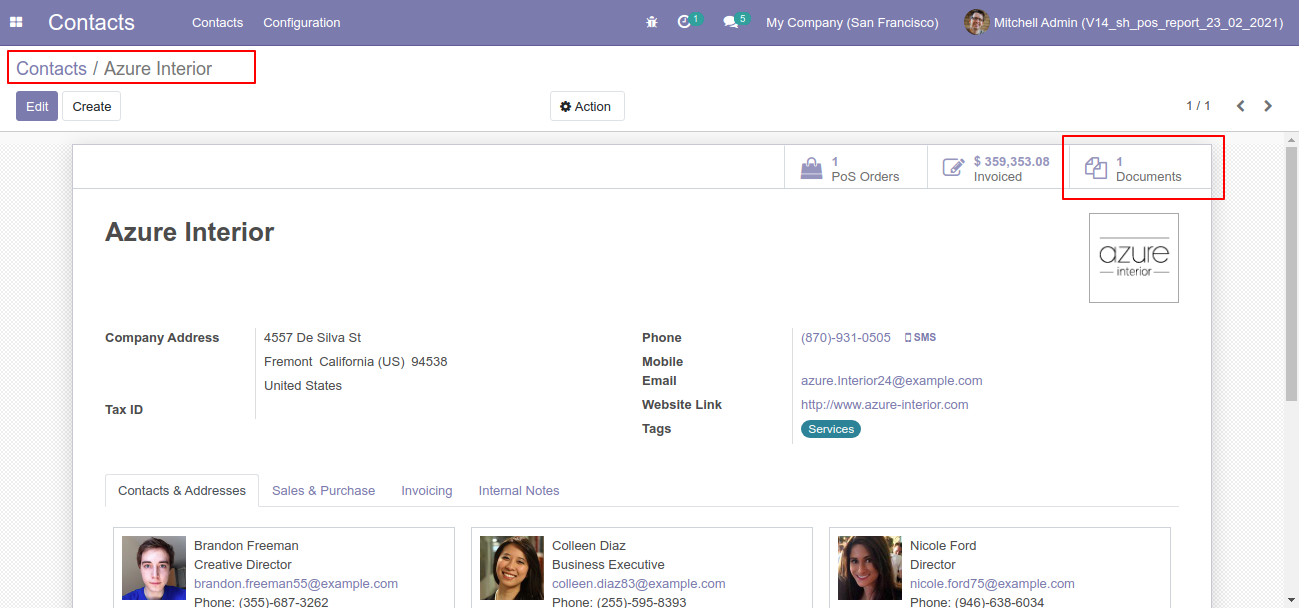 Contacts Contacts Configuration 1 5 My Company (San Francisco) Mitchell Admin (V14_sh_pos_report_23_02_2021)
Contacts / Azure Interior
Edit Create Action 1 / 1
1 $ 359,353.08 1
PoS Orders Invoiced Documents
Azure Interior
azure
interior
Company Address 4557 De Silva St Phone (870)-931-0505 SMS
Fremont California (US) 94538 Mobile
United States Email azure.Interior24@example.com
Tax ID Website Link http://www.azure-interior.com
Tags Services
Contacts & Addresses Sales & Purchase Invoicing Internal Notes
Brandon Freeman Colleen Diaz Nicole Ford
Creative Director Business Executive Director
brandon.freeman55@example.com colleen.diaz83@example.com nicole.ford75@example.com
Phone: (355)-687-3262 Phone: (255)-595-8393 Phone: (946)-638-6034